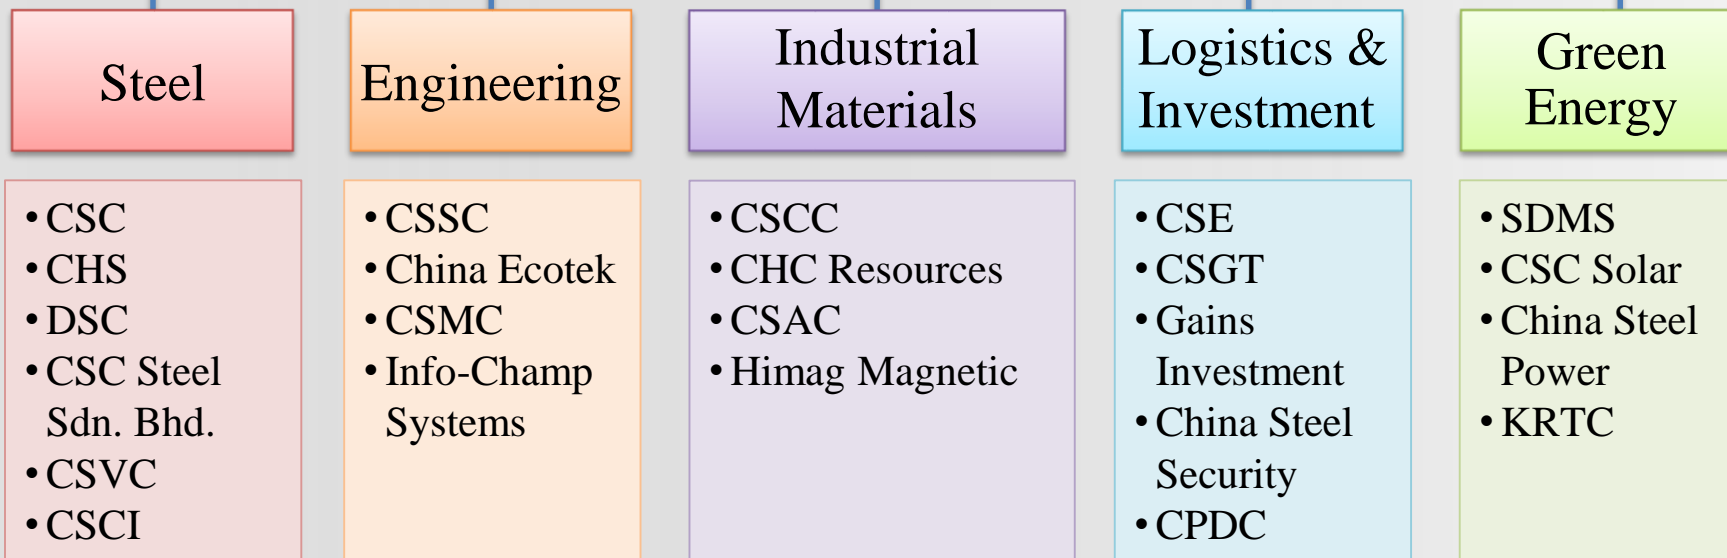 Steel
• CSC
• CHS
• DSC
• CSC Steel
Sdn. Bhd.
• CSVC
• CSCI
Engineering
• CSSC
• China Ecotek
• CSMC
• Info-Champ
Systems
Industrial
Materials
• CSCC
• CHC Resources
• CSAC
• Himag Magnetic
Logistics &
Investment
• CSE
• CSGT
• Gains
Investment
• China Steel
Security
• CPDC
Green
Energy
• SDMS
• CSC Solar
• China Steel
Power
• KRTC